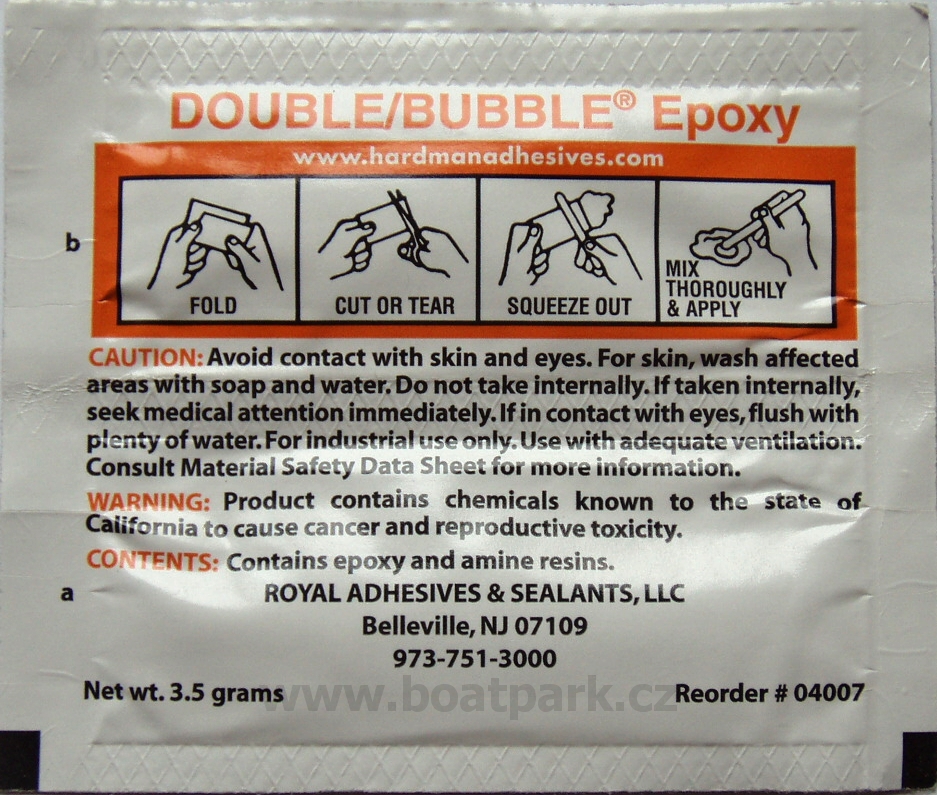 DOUBLE/BUBBLE® Epoxy
www.hardmanadhesives.com
b
FOLD
CUT OR TEAR
SQUEEZE OUT
MIX
THOROUGHLY
& APPLY
CAUTION: Avoid contact with skin and eyes. For skin, wash affected
areas with soap and water. Do not take internally. If taken internally,
seek medical attention immediately. If in contact with eyes, flush with
plenty of water. For industrial use only. Use with adequate ventilation.
Consult Material Safety Data Sheet for more information.
WARNING: Product contains chemicals known to the state of
California to cause cancer and reproductive toxicity.
CONTENTS: Contains epoxy and amine resins.
a
ROYAL ADHESIVES & SEALANTS, LLC
Belleville, NJ 07109
973-751-3000
Net wt. 3.5 grams
www.boatpark.cz
Reorder # 04007